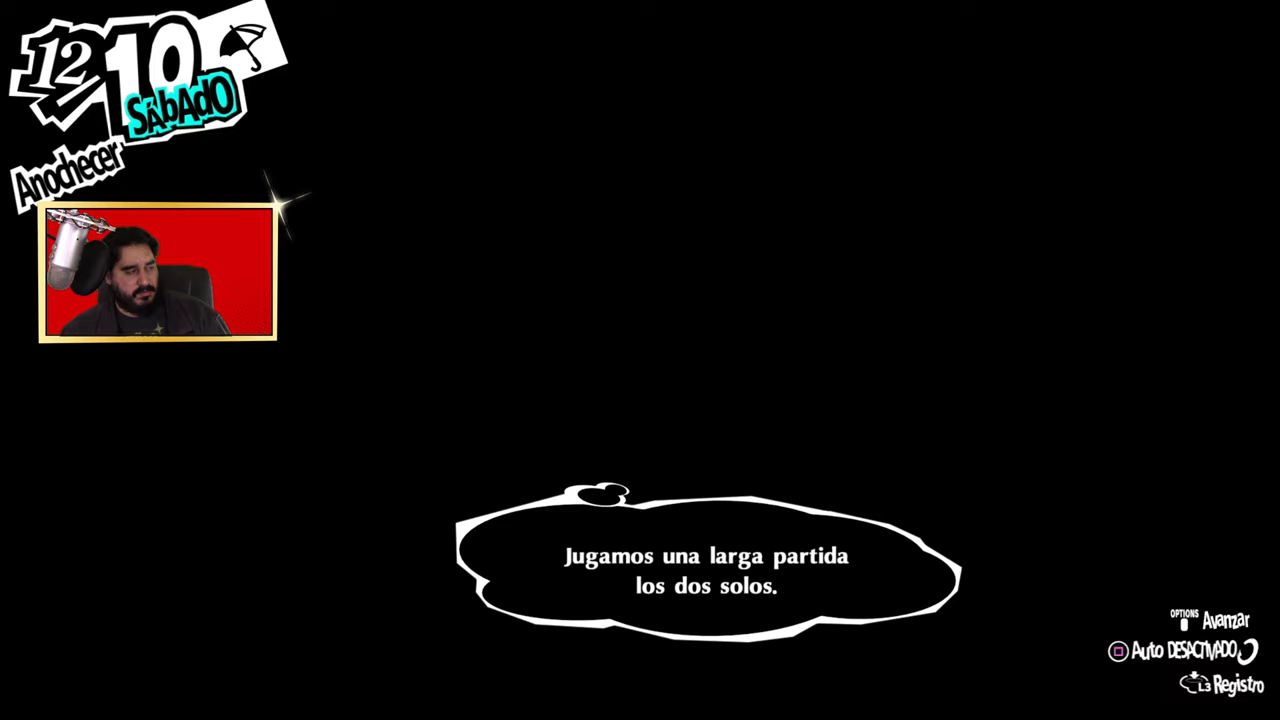 12
10
Sábado
Anochecer
Jugamos una larga partida
los dos solos.
OPTIONS Avanzar
Auto DESACTIVADO
L3 Registro